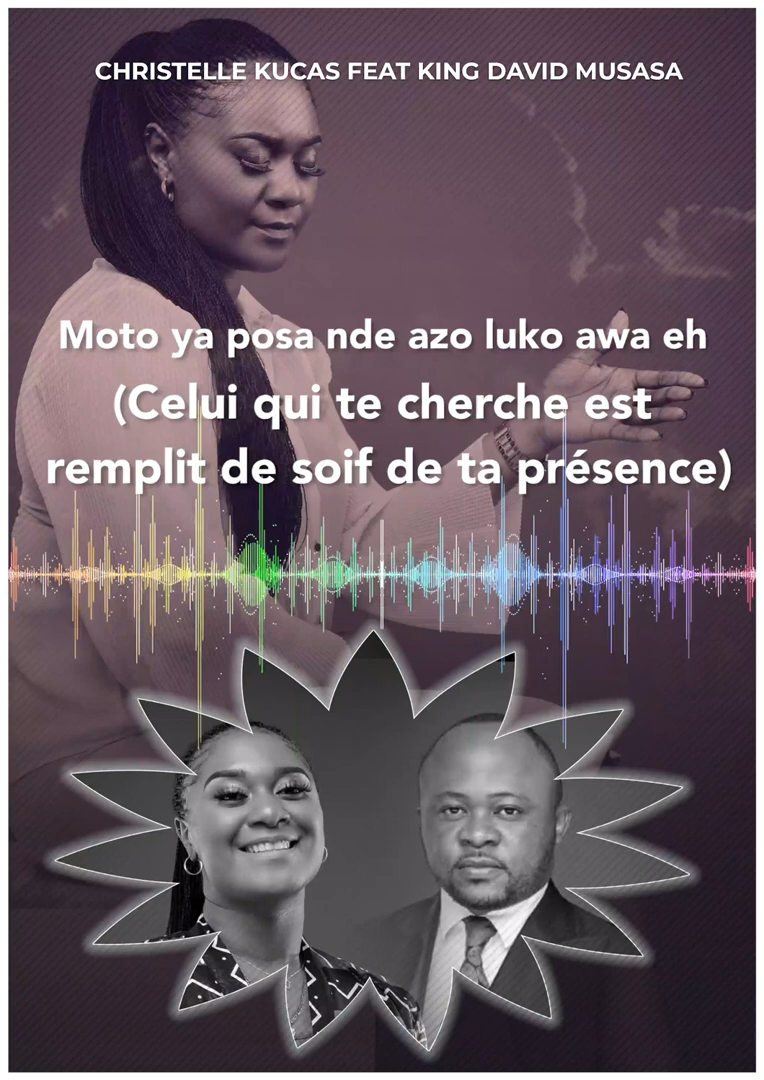 CHRISTELLE KUCAS FEAT KING DAVID MUSASA
Moto ya posa nde azo luko awa eh
(Celui qui te cherche est
remplit de soif de ta présence)